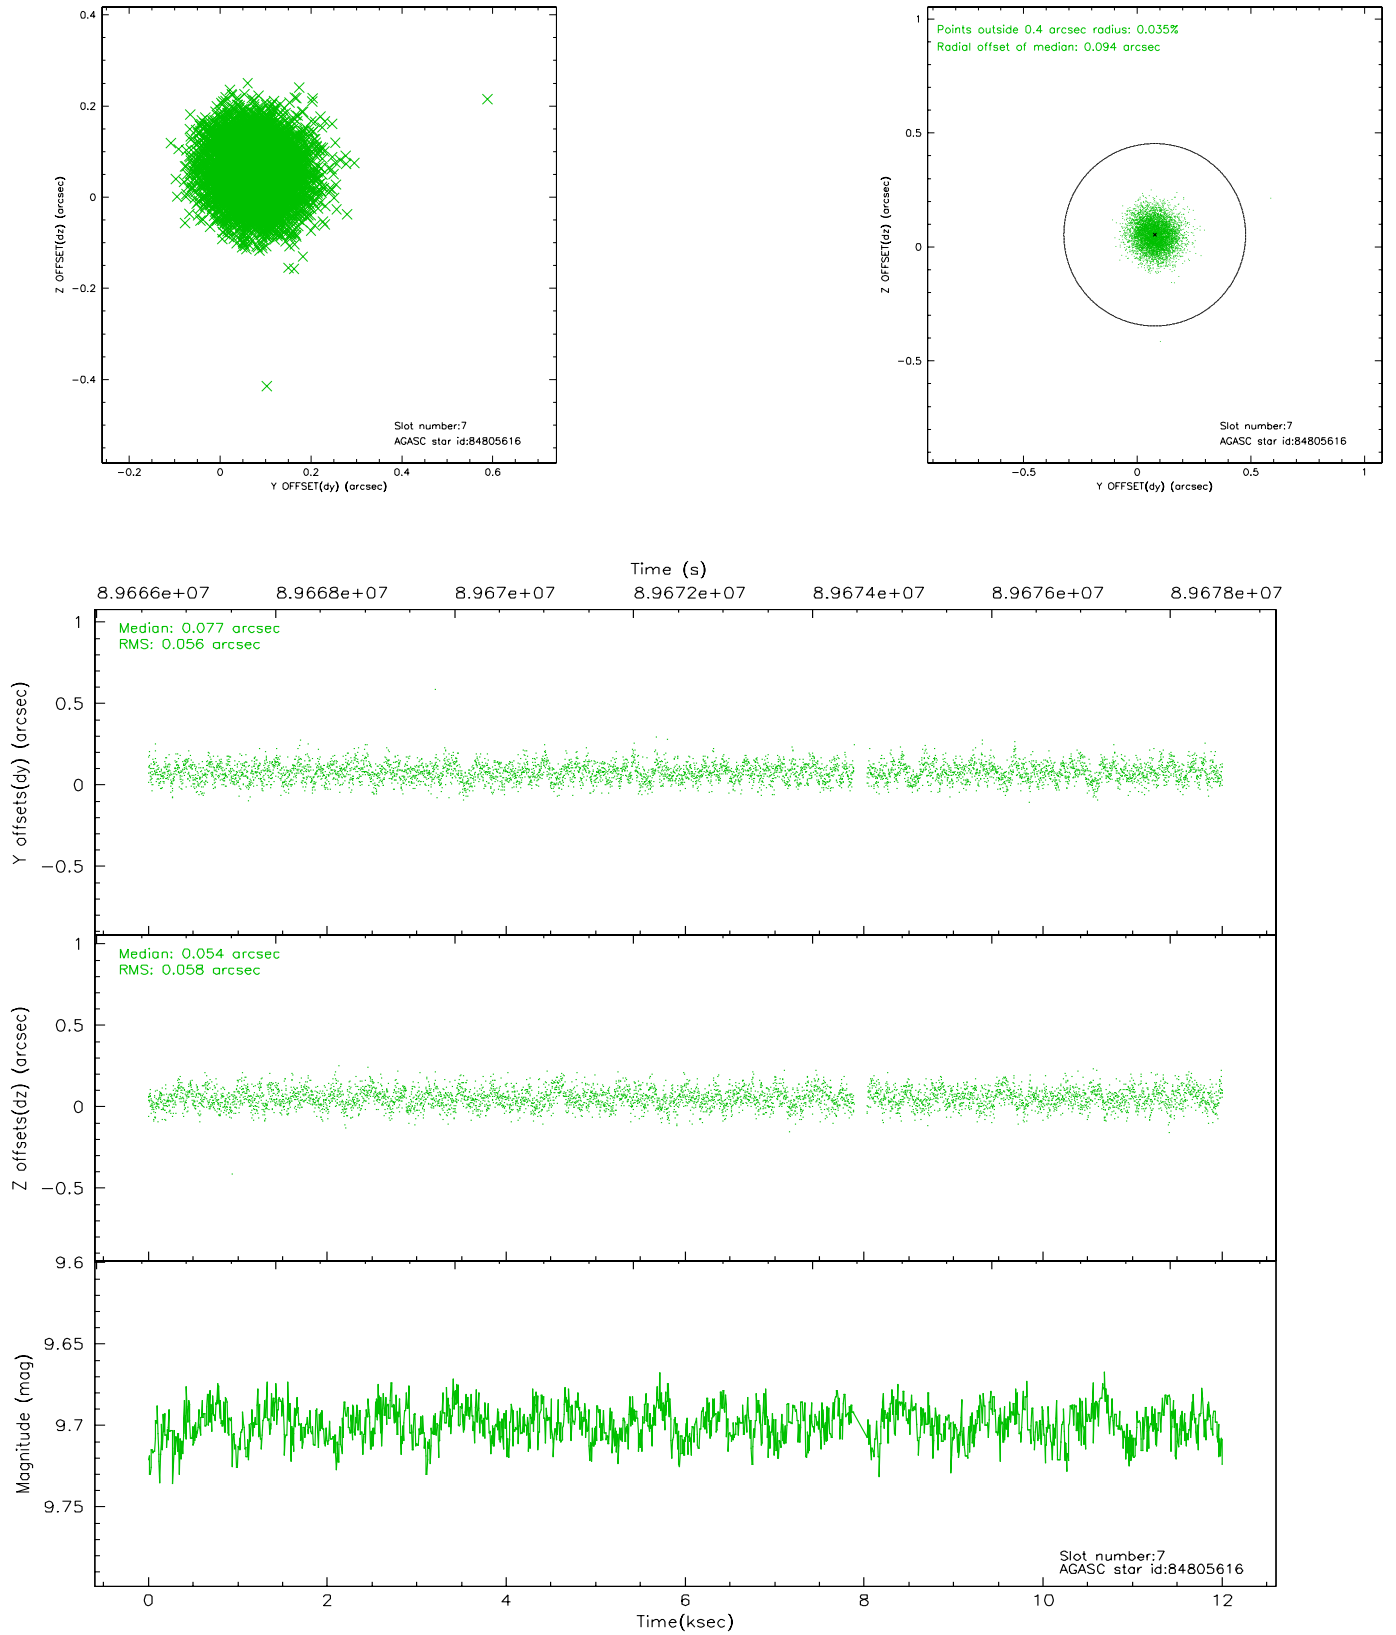 0.4
0.2
0
−0.2
−0.4
Z OFFSET(dz) (arcsec)
−0.2 0 0.2 0.4 0.6
Y OFFSET(dy) (arcsec)
Slot number:7
AGASC star id:84805616
Points outside 0.4 arcsec radius: 0.035%
Radial offset of median: 0.094 arcsec
1
0.5
0
−0.5
Z OFFSET(dz) (arcsec)
−0.5 0 0.5 1
Y OFFSET(dy) (arcsec)
Slot number:7
AGASC star id:84805616
Time (s)
8.9666e+07 8.9668e+07 8.967e+07 8.9672e+07 8.9674e+07 8.9676e+07 8.9678e+07
Median: 0.077 arcsec
RMS: 0.056 arcsec
1
0.5
0
−0.5
Y offsets(dy) (arcsec)
Median: 0.054 arcsec
RMS: 0.058 arcsec
1
0.5
0
−0.5
Z offsets(dz) (arcsec)
9.6
9.65
9.7
9.75
Magnitude (mag)
Slot number:7
AGASC star id:84805616
0 2 4 6 8 10 12
Time(ksec)